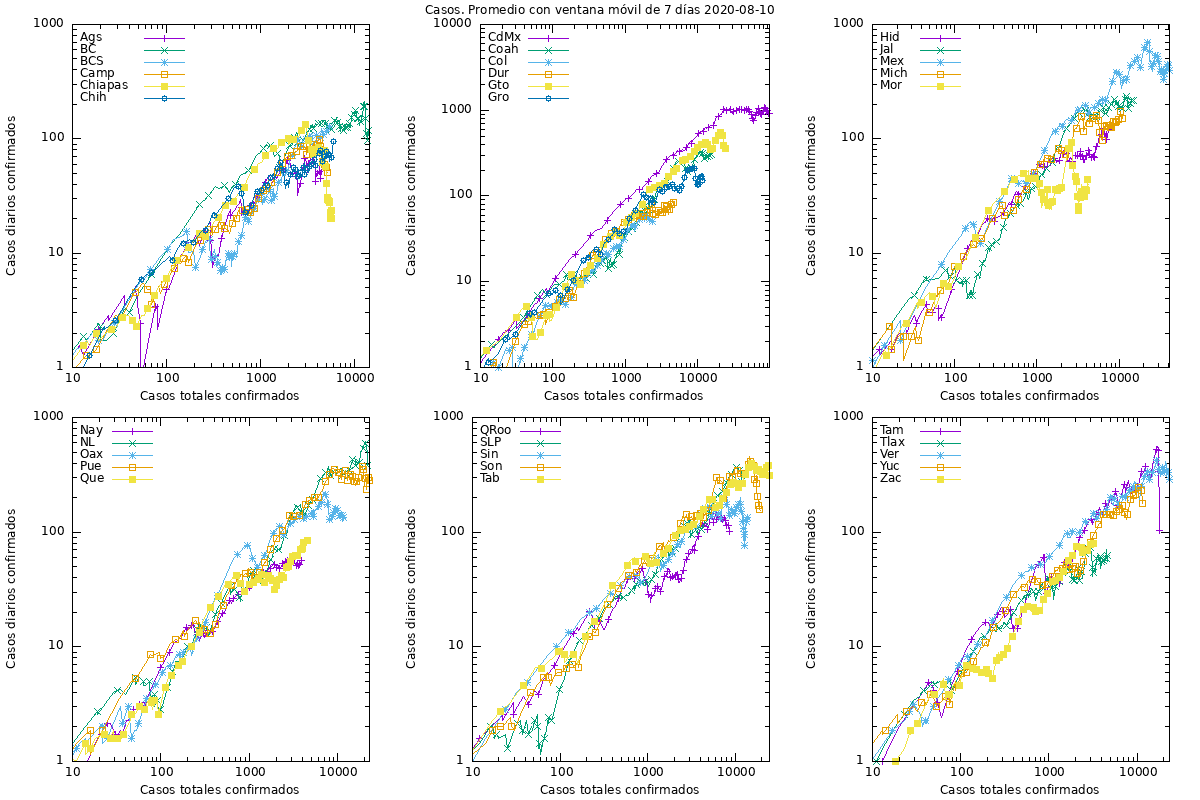 Casos. Promedio con ventana móvil de 7 días 2020-08-10
Casos diarios confirmados
1000
100
10
1
Ags
BC
BCS
Camp
Chiapas
Chih
10 100 1000 10000
Casos totales confirmados
Casos diarios confirmados
10000
1000
100
10
1
CdMx
Coah
Col
Dur
Gto
Gro
10 100 1000 10000
Casos totales confirmados
Casos diarios confirmados
1000
100
10
1
Hid
Jal
Mex
Mich
Mor
10 100 1000 10000
Casos totales confirmados
Casos diarios confirmados
1000
100
10
1
Nay
NL
Oax
Pue
Que
10 100 1000 10000
Casos totales confirmados
Casos diarios confirmados
1000
100
10
1
QRoo
SLP
Sin
Son
Tab
10 100 1000 10000
Casos totales confirmados
Casos diarios confirmados
1000
100
10
1
Tam
Tlax
Ver
Yuc
Zac
10 100 1000 10000
Casos totales confirmados